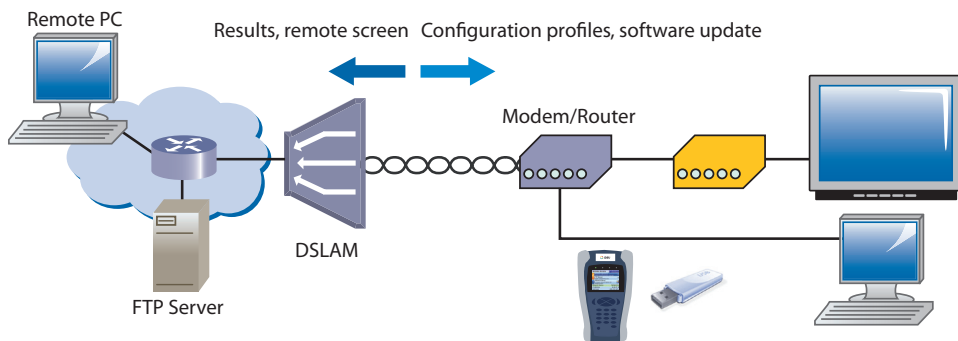 Remote PC
Results, remote screen
Configuration profiles, software update
Modem/Router
DSLAM
FTP Server